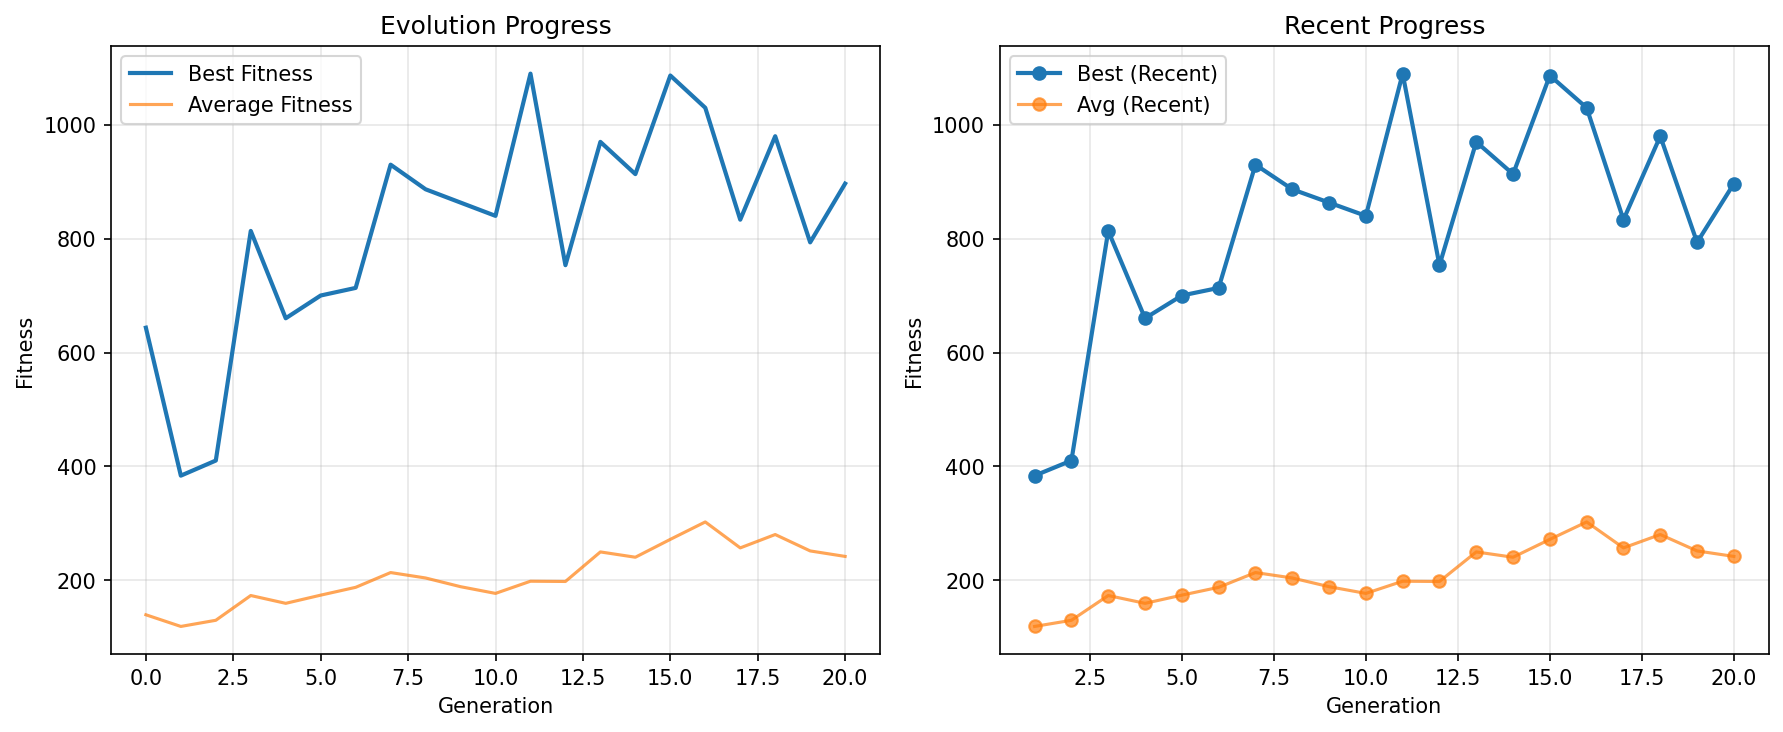 Evolution Progress
Best Fitness
Average Fitness
1000
800
600
400
200
Fitness
0.0 2.5 5.0 7.5 10.0 12.5 15.0 17.5 20.0
Generation
Recent Progress
Best (Recent)
Avg (Recent)
1000
800
600
400
200
Fitness
2.5 5.0 7.5 10.0 12.5 15.0 17.5 20.0
Generation